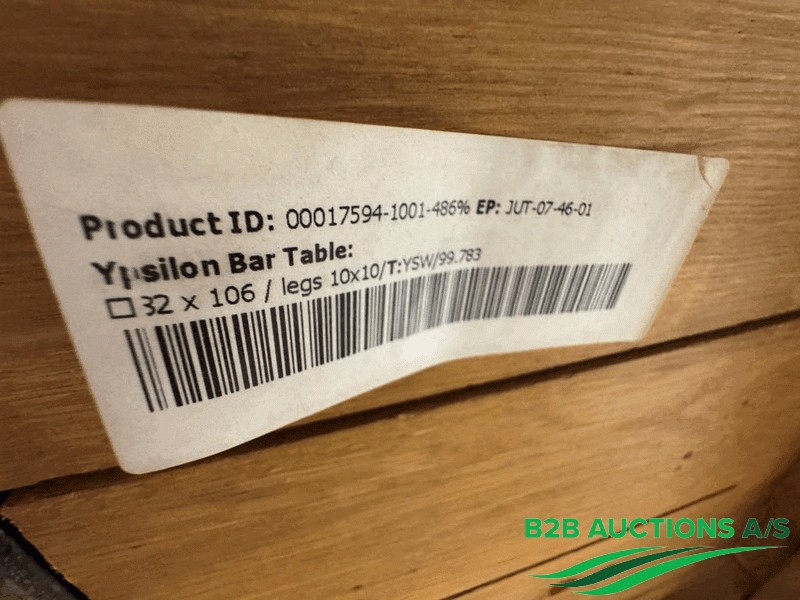 Product ID: 00017594-1001-486% EP: JUT-07-46-01
Ypsilon Bar Table:
□32 x 106 / legs 10x10/T:YSW/99.783
B2B AUCTIONS A/S